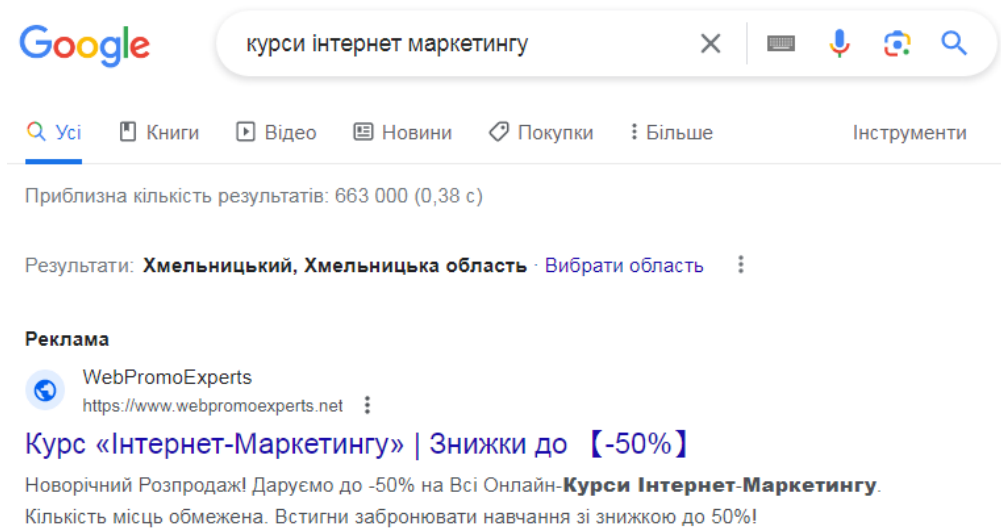 Google
курси інтернет маркетингу
Усі Книги Відео Новини Покупки Більше Інструменти
Приблизна кількість результатів: 663 000 (0,38 с)
Результати: Хмельницький, Хмельницька область · Вибрати область
Реклама
WebPromoExperts
https://www.webpromoexperts.net
Курс «Інтернет-Маркетингу» | Знижки до 【-50%】
Новорічний Розпродаж! Даруємо до -50% на Всі Онлайн-Курси Інтернет-Маркетингу.
Кількість місць обмежена. Встигни забронювати навчання зі знижкою до 50%!